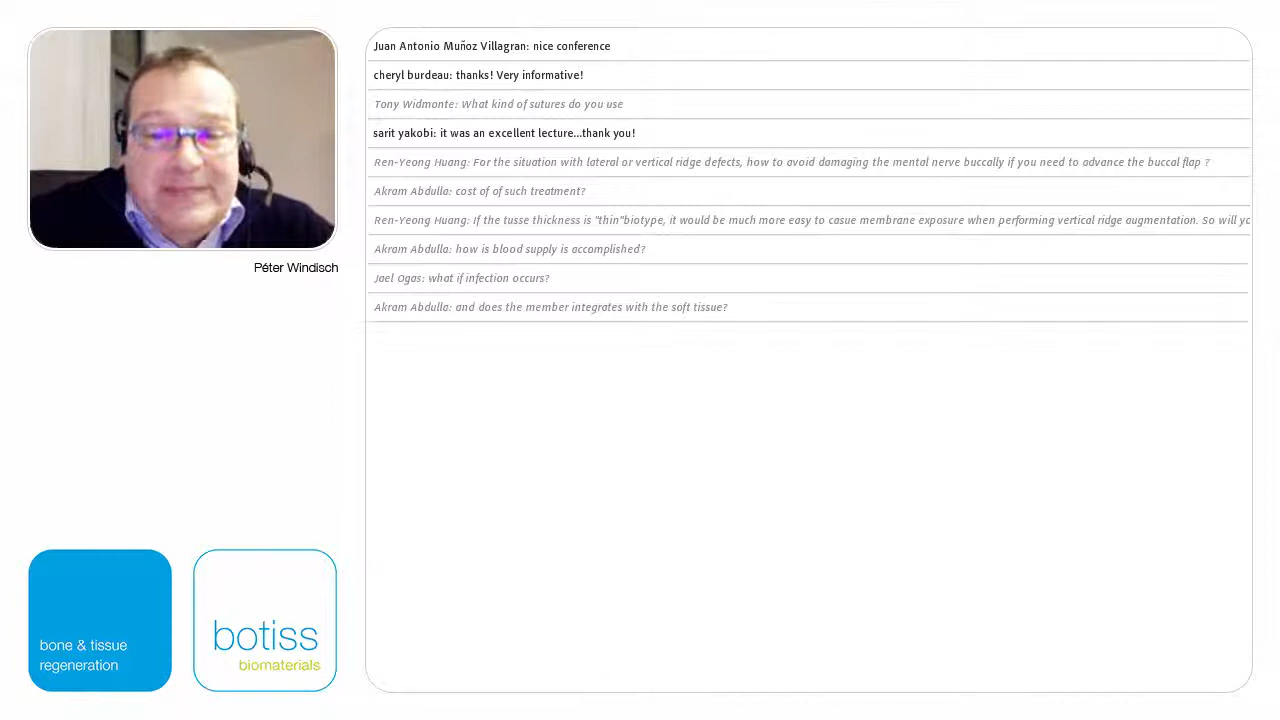 Péter Windisch
bone & tissue
regeneration
botiss
biomaterials
Juan Antonio Muñoz Villagran: nice conference
cheryl burdeau: thanks! Very informative!
Tony Widmonte: What kind of sutures do you use
sarit yakobi: it was an excellent lecture...thank you!
Ren-Yeong Huang: For the situation with lateral or vertical ridge defects, how to avoid damaging the mental nerve buccally if you need to advance the buccal flap ?
Akram Abdulla: cost of of such treatment?
Ren-Yeong Huang: If the tusse thickness is "thin"biotype, it would be much more easy to casue membrane exposure when performing vertical ridge augmentation. So will
Akram Abdulla: how is blood supply is accomplished?
Jael Ogas: what if infection occurs?
Akram Abdulla: and does the member integrates with the soft tissue?